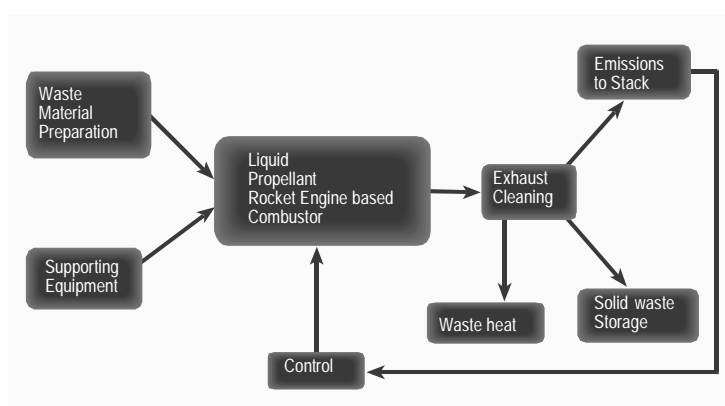 Waste
Material
Preparation
Supporting
Equipment
Liquid
Propellant
Rocket Engine based
Combustor
Control
Exhaust
Cleaning
Waste heat
Emissions
to Stack
Solid waste
Storage